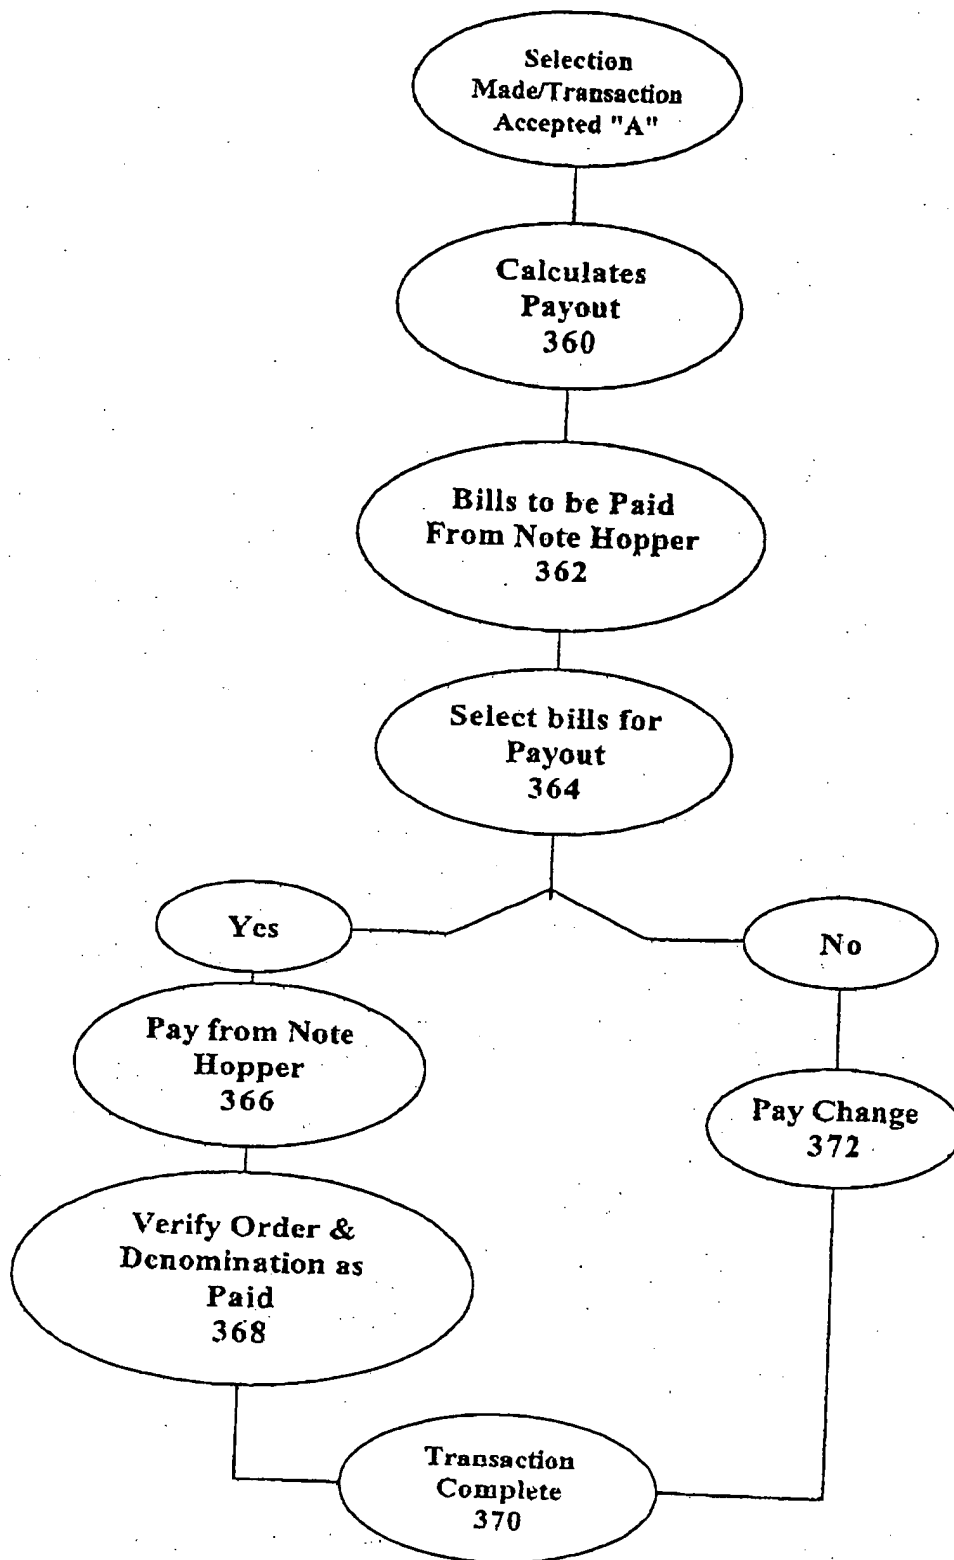 Selection
Made/Transaction
Accepted "A"
Calculates
Payout
360
Bills to be Paid
From Note Hopper
362
Select bills for
Payout
364
Yes
No
Pay from Note
Hopper
366
Pay Change
372
Verify Order &
Denomination as
Paid
368
Transaction
Complete
370